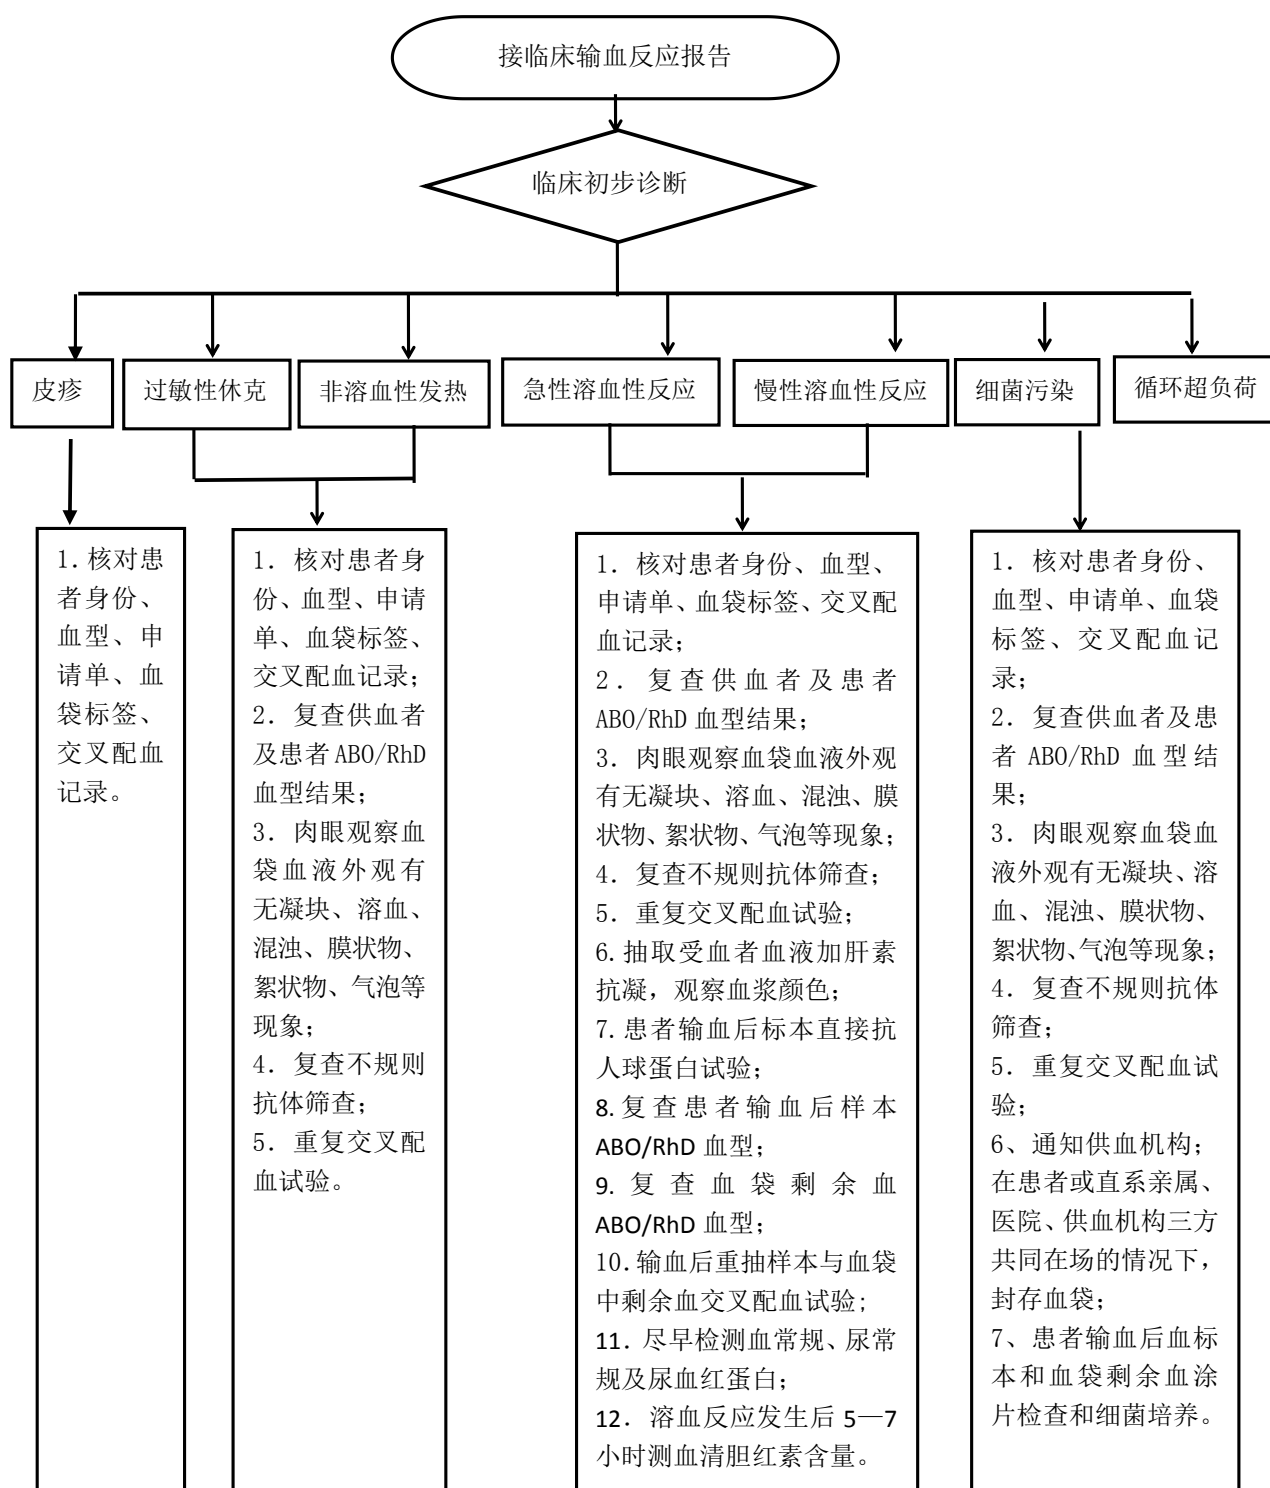 接临床输血反应报告
临床初步诊断
皮疹
过敏性休克
非溶血性发热
急性溶血性反应
慢性溶血性反应
细菌污染
循环超负荷
1.核对患
者身份、
血型、申
请单、血
袋标签、
交叉配血
记录。
1. 核对患者身
份、血型、申请
单、血袋标签、
交叉配血记录；
2. 复查供血者
及患者 ABO/RhD
血型结果；
3. 肉眼观察血
袋血液外观有
无凝块、溶血、
混浊、膜状物、
絮状物、气泡等
现象；
4. 复查不规则
抗体筛查；
5. 重复交叉配
血试验。
1. 核对患者身份、血型、
申请单、血袋标签、交叉配
血记录；
2. 复查供血者及患者
ABO/RhD 血型结果；
3. 肉眼观察血袋血液外观
有无凝块、溶血、混浊、膜
状物、絮状物、气泡等现象；
4. 复查不规则抗体筛查；
5. 重复交叉配血试验；
6.抽取受血者血液加肝素
抗凝，观察血浆颜色；
7.患者输血后标本直接抗
人球蛋白试验；
8.复查患者输血后样本
ABO/RhD 血型；
9. 复查血袋剩余血
ABO/RhD 血型；
10.输血后重抽样本与血袋
中剩余血交叉配血试验；
11. 尽早检测血常规、尿常
规及尿血红蛋白；
12. 溶血反应发生后 5—7
小时测血清胆红素含量。
1. 核对患者身份、
血型、申请单、血袋
标签、交叉配血记
录；
2. 复查供血者及患
者 ABO/RhD 血型结
果；
3. 肉眼观察血袋血
液外观有无凝块、溶
血、混浊、膜状物、
絮状物、气泡等现象；
4. 复查不规则抗体
筛查；
5. 重复交叉配血试
验；
6、通知供血机构；
在患者或直系亲属、
医院、供血机构三方
共同在场的情况下，
封存血袋；
7、患者输血后血标
本和血袋剩余血涂
片检查和细菌培养。